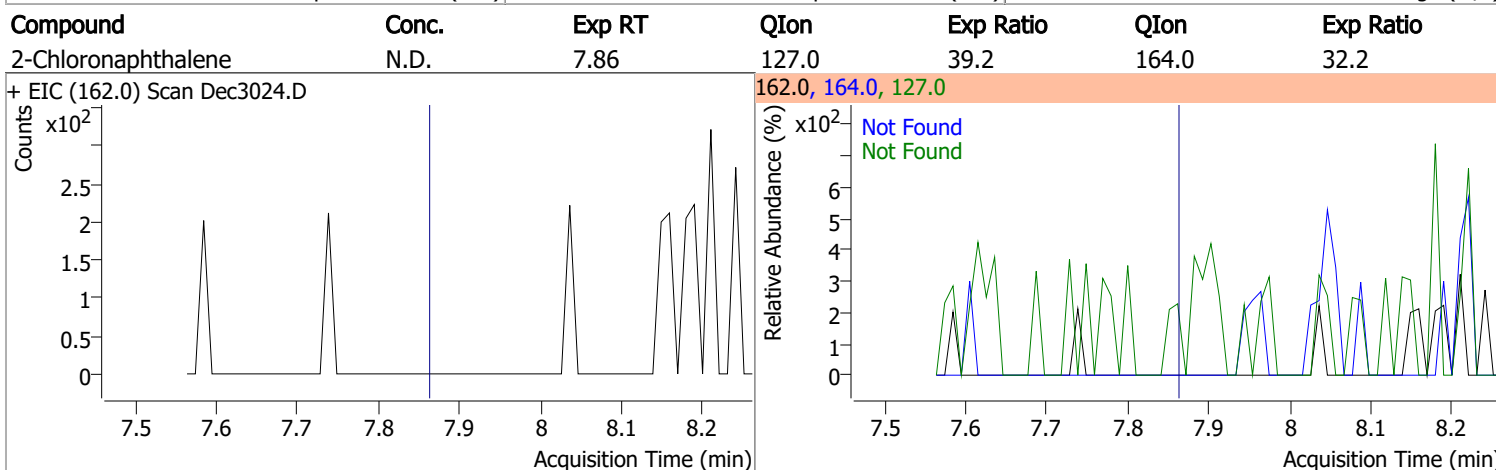 Compound Conc. Exp RT QIon Exp Ratio QIon Exp Ratio
2-Chloronaphthalene N.D. 7.86 127.0 39.2 164.0 32.2
+ EIC (162.0) Scan Dec3024.D
Counts
x10²
2.5
2
1.5
1
0.5
0
7.5 7.6 7.7 7.8 7.9 8 8.1 8.2
Acquisition Time (min)
162.0, 164.0, 127.0
Relative Abundance (%)
x10²
Not Found
Not Found
6
5
4
3
2
1
0
7.5 7.6 7.7 7.8 7.9 8 8.1 8.2
Acquisition Time (min)